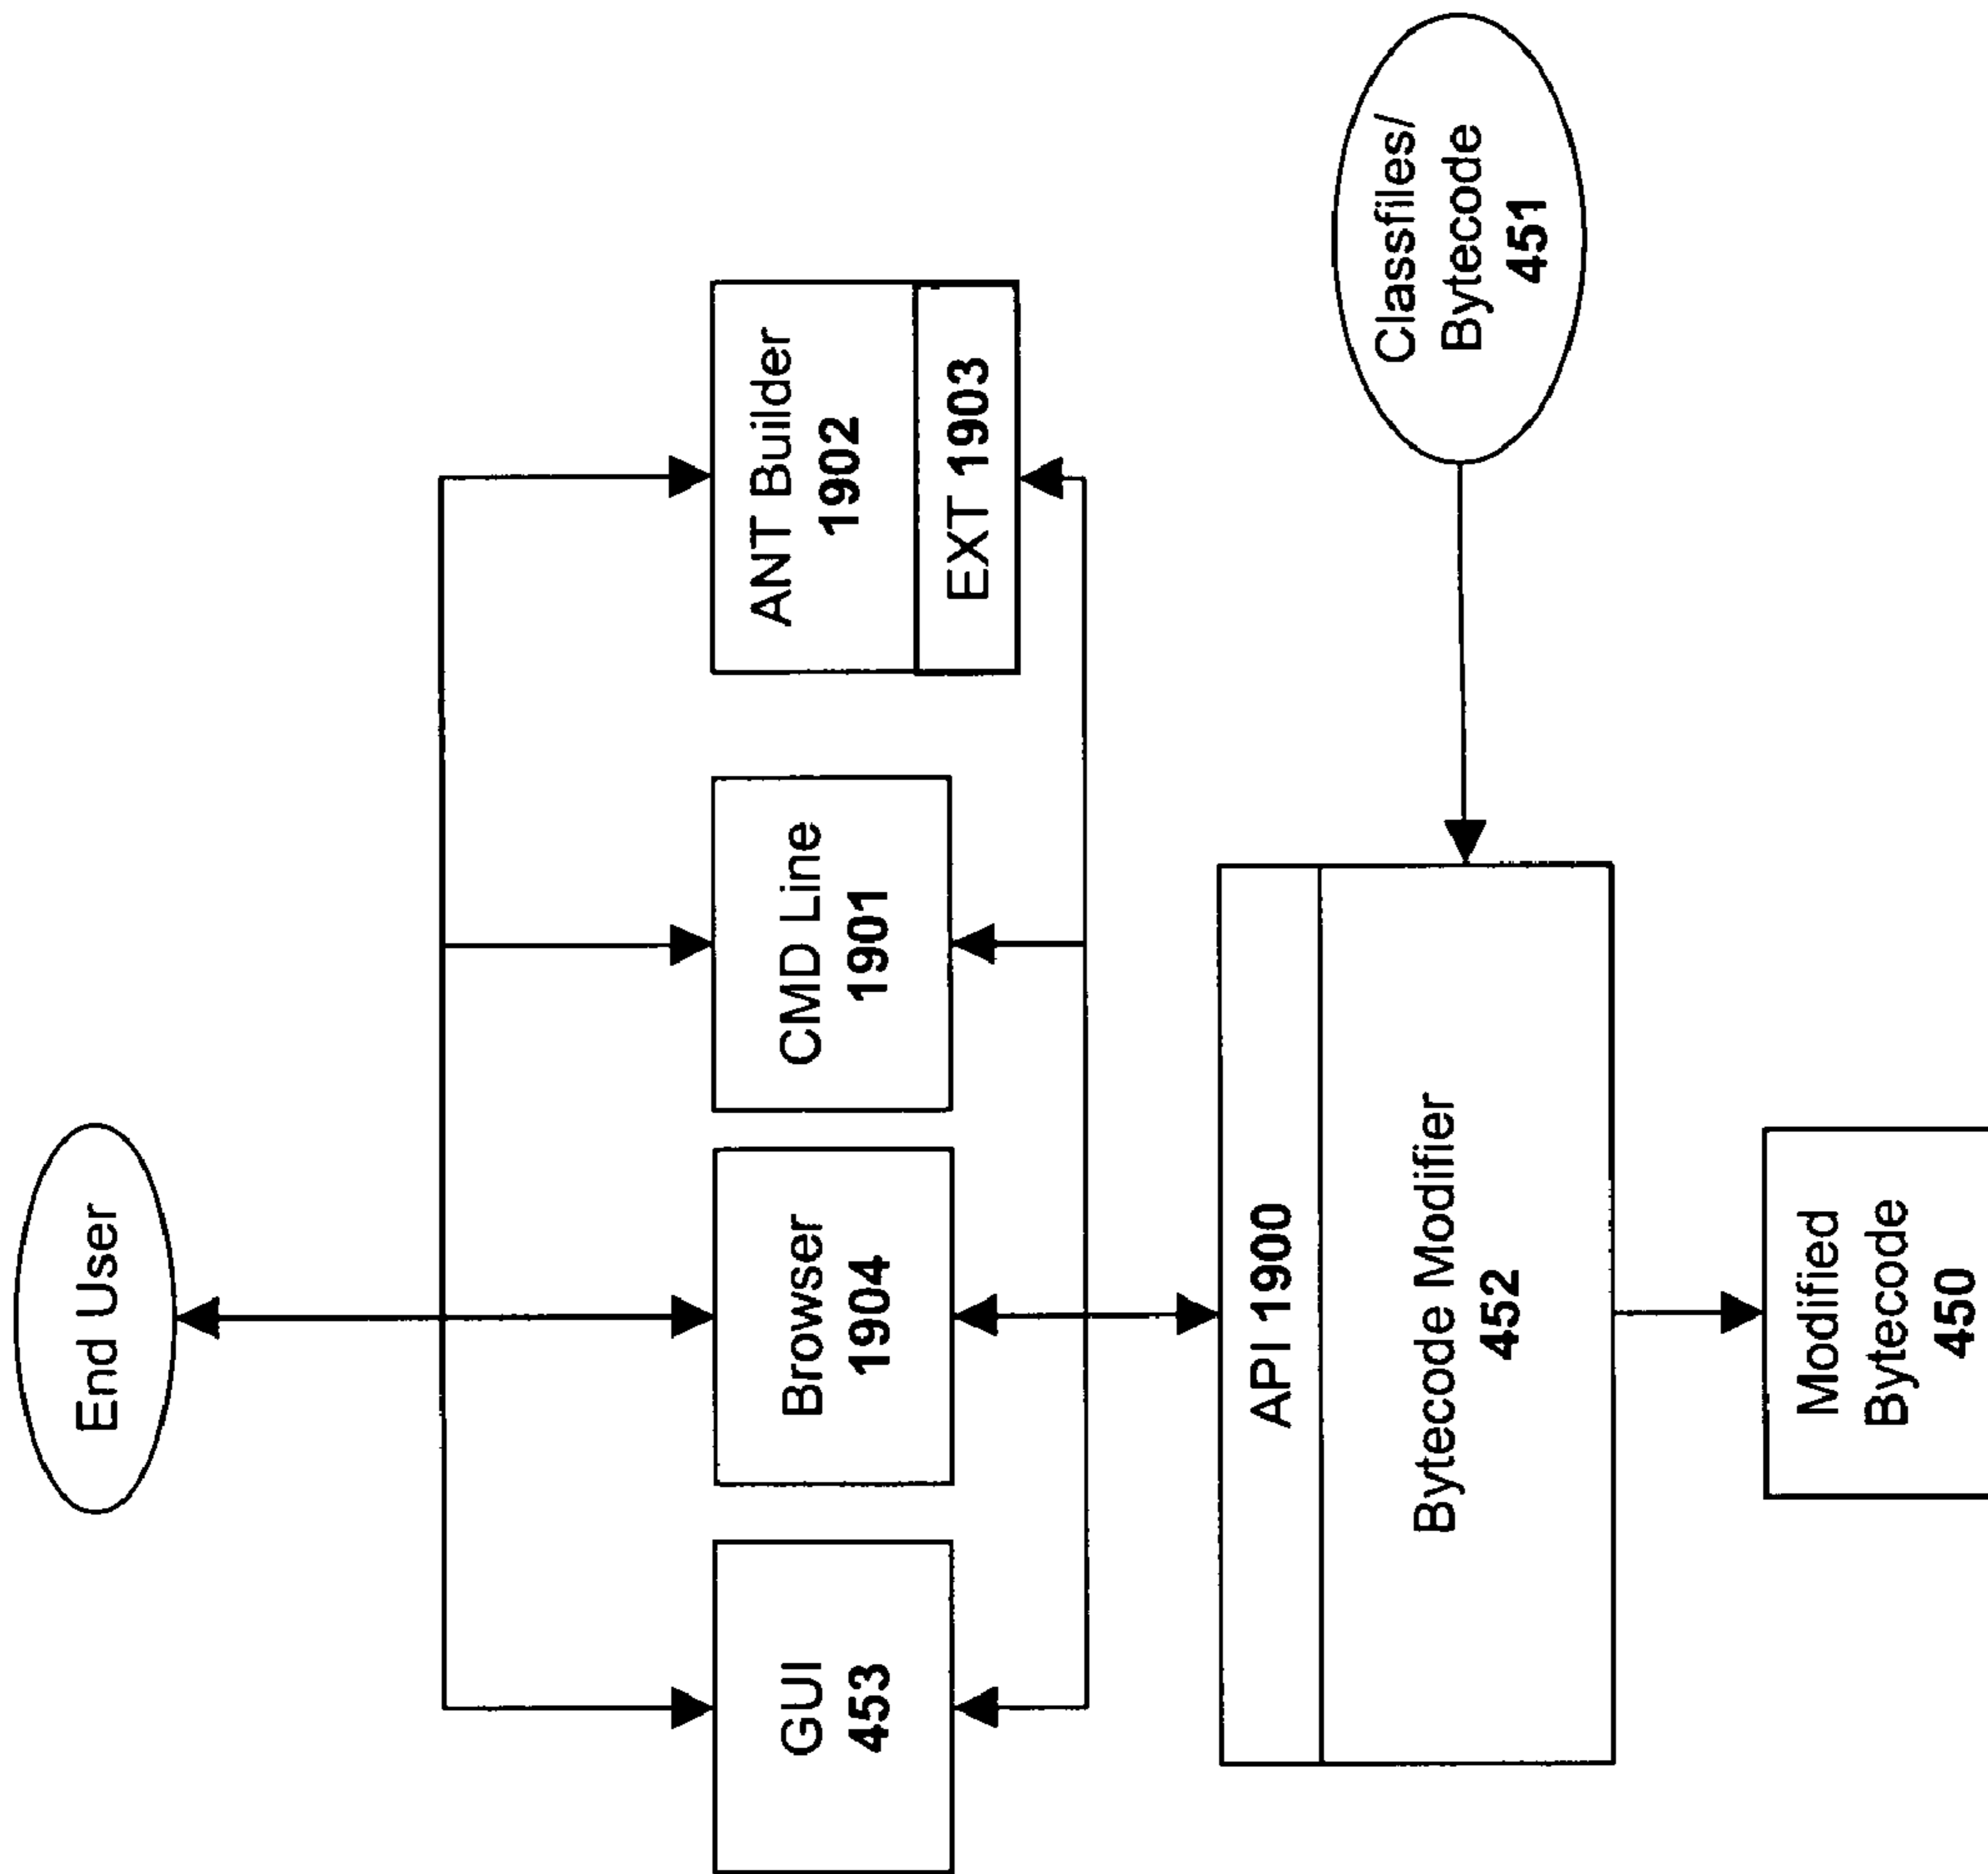 End User
GUI
453
Browser
1904
CMD Line
1901
ANT Builder
1902
EXT 1903
API 1900
Bytecode Modifier
452
Classfiles/
Bytecode
451
Modified
Bytecode
450